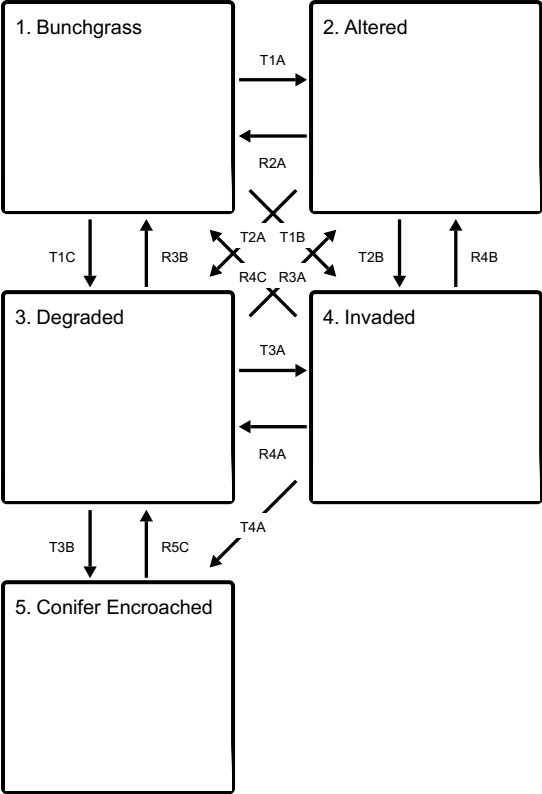 1. Bunchgrass
2. Altered
T1A
R2A
T1C
R3B
T2A
T1B
T2B
R4B
R4C
R3A
3. Degraded
4. Invaded
T3A
R4A
T3B
R5C
T4A
5. Conifer Encroached